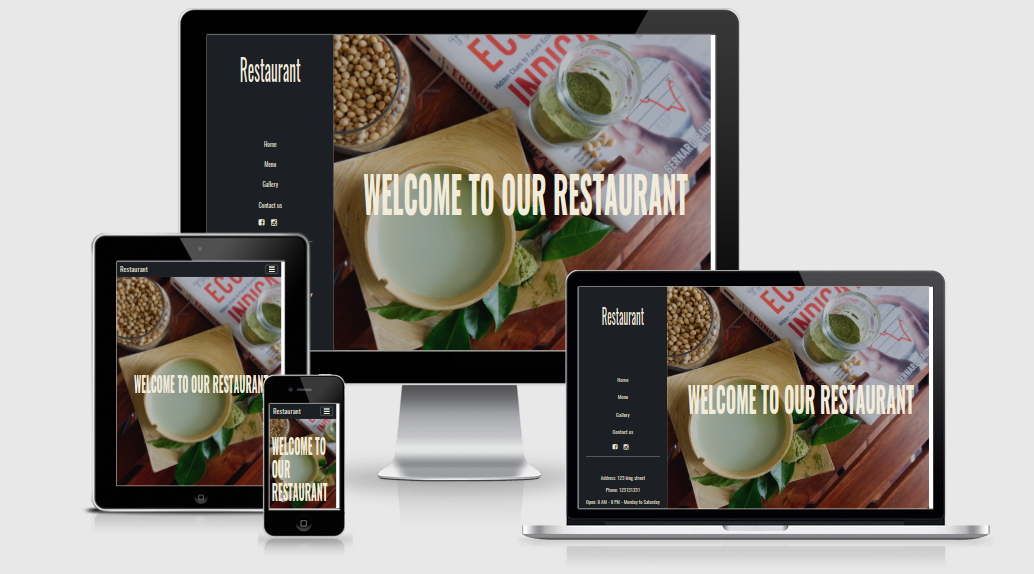 Restaurant
Home
Menu
Gallery
Contact us
WELCOME TO OUR RESTAURANT
Restaurant
WELCOME TO OUR RESTAURANT
Restaurant
WELCOME TO
OUR
RESTAURANT
Restaurant
Home
Menu
Gallery
Contact us
Address: 123 king street
Phone: 123131231
Open: 8 AM - 9 PM - Monday to Saturday
WELCOME TO OUR RESTAURANT